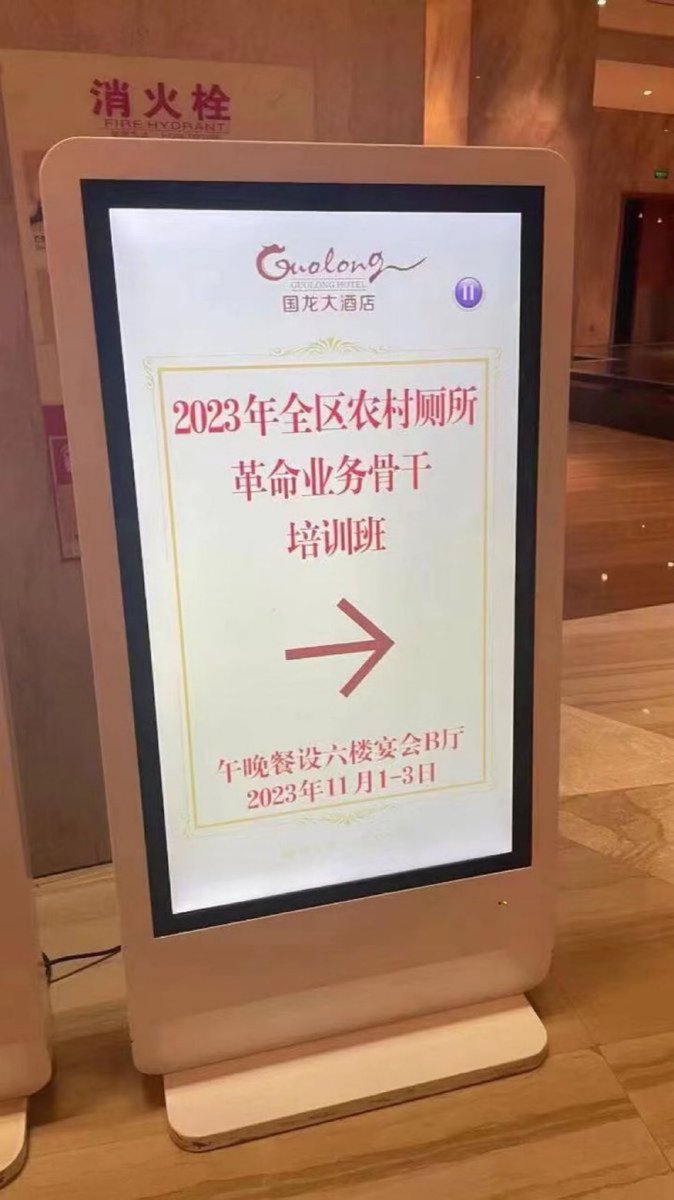 消火栓
FIRE HYDRANT
Guolong
GUOLONG HOTEL
国龙大酒店
2023年全区农村厕所
革命业务骨干
培训班
午晚餐设六楼宴会B厅
2023年11月1-3日